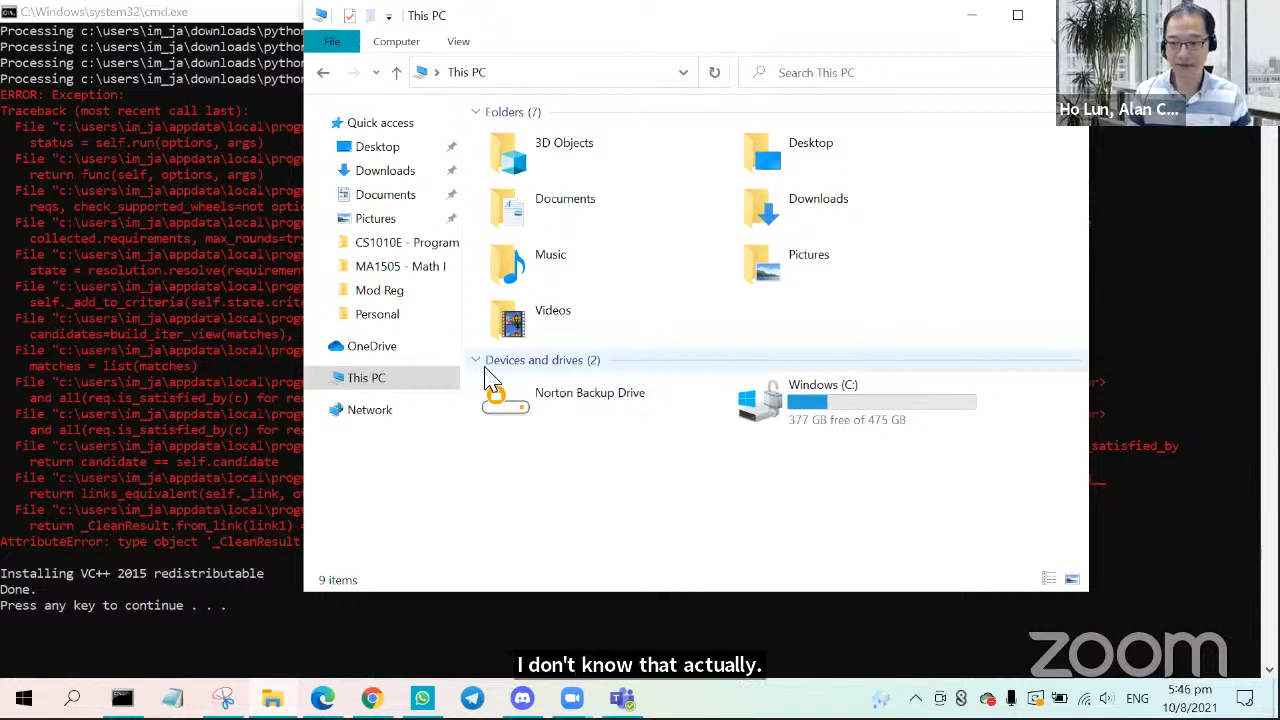 C:\Windows\system32\cmd.exe
Processing c:\users\im_ja\downloads\python
Processing c:\users\im_ja\downloads\python
Processing c:\users\im_ja\downloads\python
Processing c:\users\im_ja\downloads\python
ERROR: Exception:
Traceback (most recent call last):
File "c:\users\im_ja\appdata\local\prog
status = self.run(options, args)
File "c:\users\im_ja\appdata\local\prog
return func(self, options, args)
File "c:\users\im_ja\appdata\local\prog
reqs, check_supported_wheels=not optio
File "c:\users\im_ja\appdata\local\prog
collected.requirements, max_rounds=try
File "c:\users\im_ja\appdata\local\prog
state = resolution.resolve(requirement
File "c:\users\im_ja\appdata\local\prog
self._add_to_criteria(self.state.crite
File "c:\users\im_ja\appdata\local\prog
candidates=build_iter_view(matches),
File "c:\users\im_ja\appdata\local\prog
matches = list(matches)
File "c:\users\im_ja\appdata\local\prog
and all(req.is_satisfied_by(c) for req
File "c:\users\im_ja\appdata\local\prog
and all(req.is_satisfied_by(c) for req
File "c:\users\im_ja\appdata\local\prog
return candidate == self.candidate
File "c:\users\im_ja\appdata\local\prog
return links_equivalent(self._link, ot
File "c:\users\im_ja\appdata\local\prog
return _CleanResult.from_link(link1) =
AttributeError: type object '_CleanResult
Installing VC++ 2015 redistributable
Done.
Press any key to continue . . .
This PC
File Computer View
This PC
Search This PC
Quick access
Desktop
Downloads
Documents
Pictures
CS1010E - Program
MA1505 - Math I
Mod Reg
Personal
OneDrive
This PC
Network
Folders (7)
3D Objects
Desktop
Documents
Downloads
Music
Pictures
Videos
Devices and drives (2)
Norton Backup Drive
Windows (C:)
377 GB free of 475 GB
9 items
Ho Lun, Alan C...
atisfied_by
zoom
I don't know that actually.
5:46 pm
10/8/2021